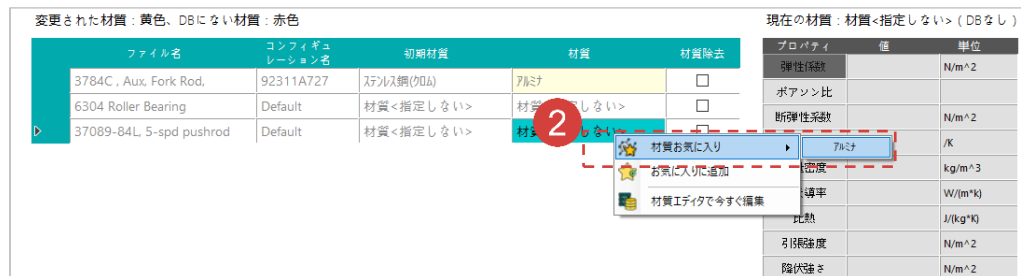 変更された材質：黄色、DBにない材質：赤色
現在の材質：材質<指定しない>（DBなし）
ファイル名 コンフィギュレーション名 初期材質 材質 材質除去
3784C , Aux, Fork Rod, 92311A727 ステンレス鋼(クロム) アルミナ
6304 Roller Bearing Default 材質<指定しない> 材質 しない>
37089-84L, 5-spd pushrod Default 材質<指定しない>
2
材質お気に入り アルミナ
お気に入りに追加
材質エディタで今すぐ編集
プロパティ 値 単位
弾性係数 N/m^2
ポアソン比
断弾性係数 N/m^2
/K
密度 kg/m^3
導率 W/(m*k)
比熱 J/(kg*K)
引張強度 N/m^2
降伏強さ N/m^2